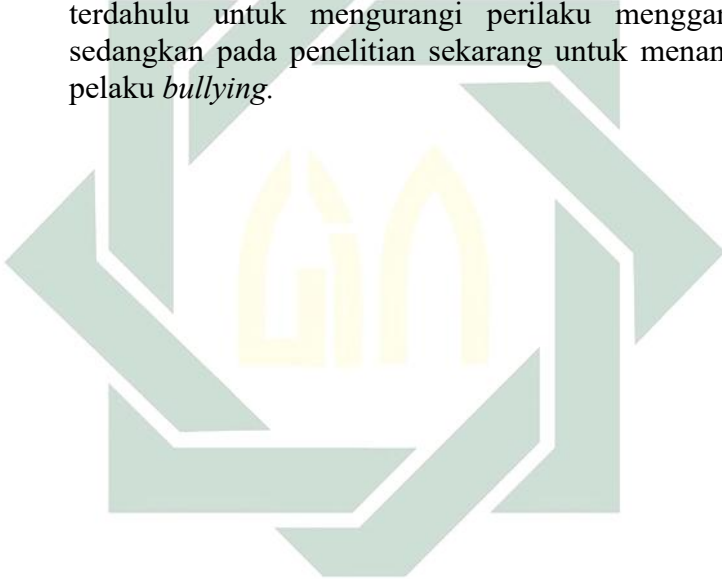 terdahulu untuk mengurangi perilaku menggan
sedangkan pada penelitian sekarang untuk menan
pelaku bullying.